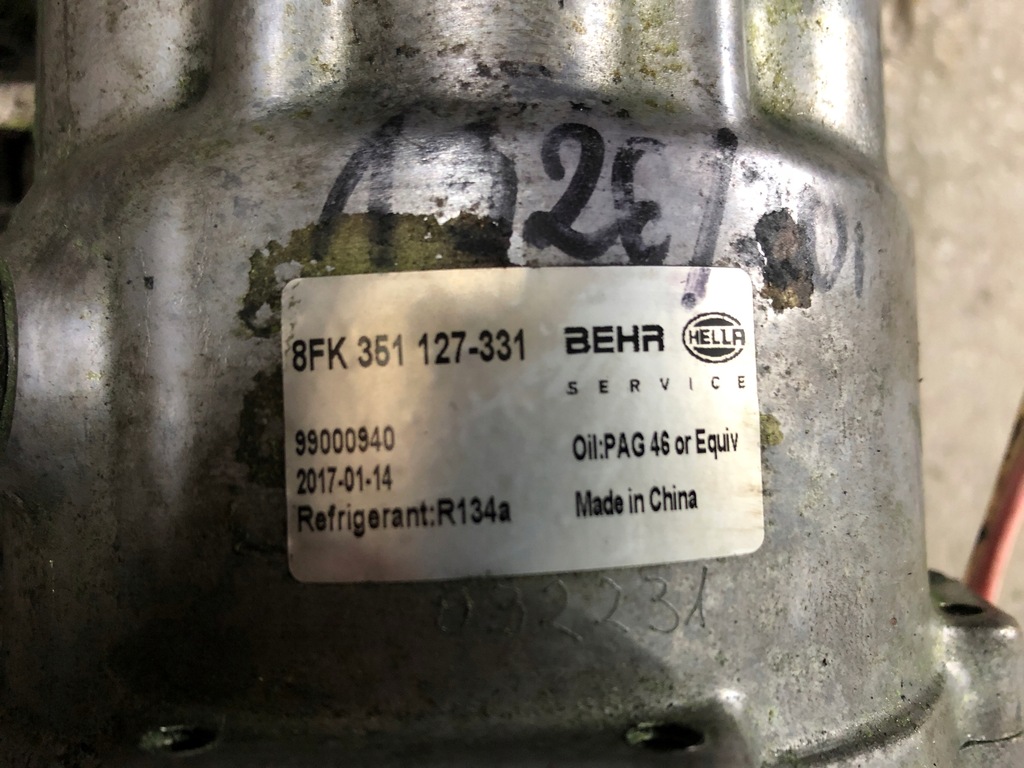 8FK 351 127-331
BEHR HELLA
SERVICE
99000940
2017-01-14
Refrigerant:R134a
Oil:PAG 46 or Equiv
Made in China